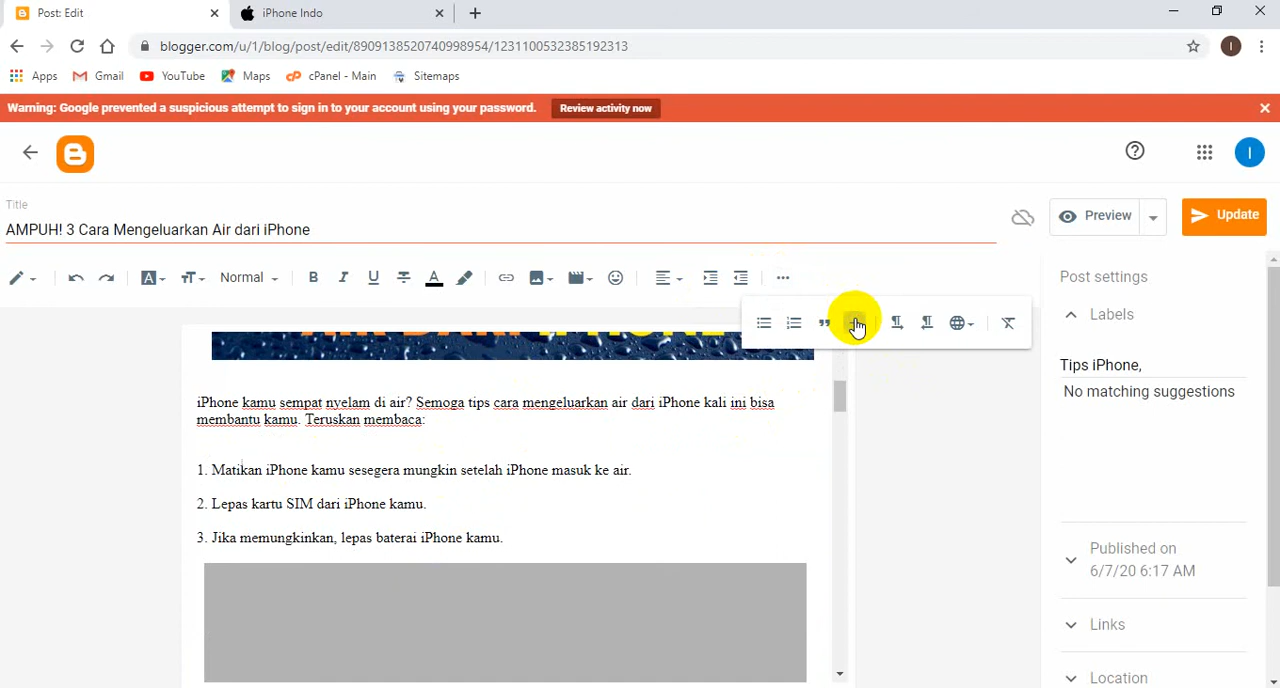 Post: Edit
iPhone Indo
blogger.com/u/1/blog/post/edit/8909138520740998954/1231100532385192313
I
Apps
Gmail
YouTube
Maps
cPanel - Main
Sitemaps
Warning: Google prevented a suspicious attempt to sign in to your account using your password.
Review activity now
I
Title
AMPUH! 3 Cara Mengeluarkan Air dari iPhone
Preview
Update
Normal
Post settings
Labels
Tips iPhone,
No matching suggestions
iPhone kamu sempat nyelam di air? Semoga tips cara mengeluarkan air dari iPhone kali ini bisa
membantu kamu. Teruskan membaca:
1. Matikan iPhone kamu sesegera mungkin setelah iPhone masuk ke air.
2. Lepas kartu SIM dari iPhone kamu.
3. Jika memungkinkan, lepas baterai iPhone kamu.
Published on
6/7/20 6:17 AM
Links
Location